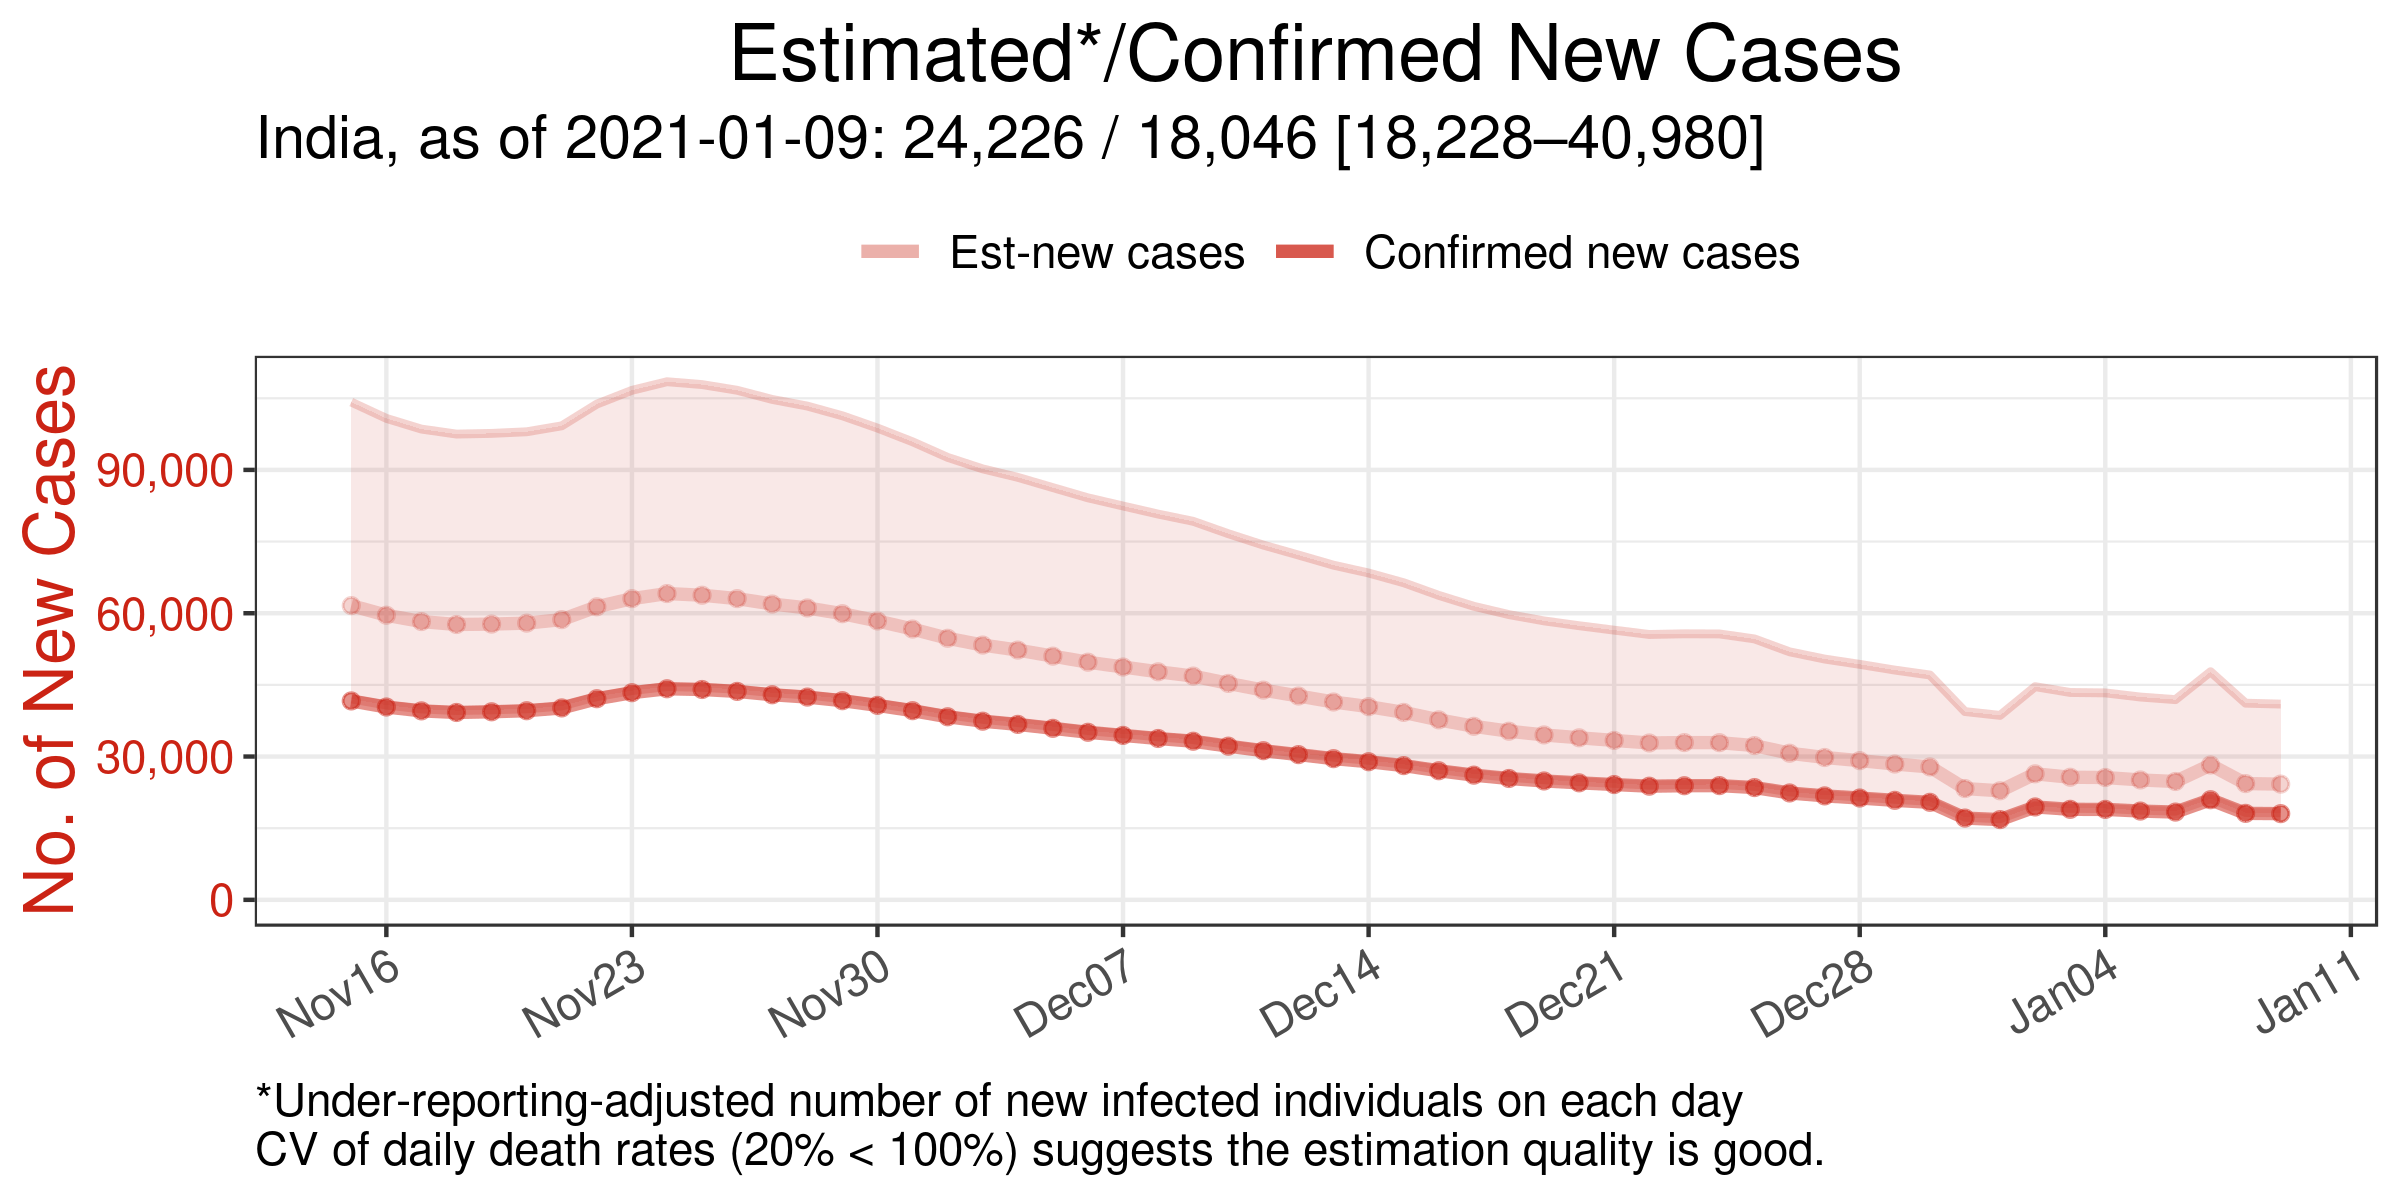 Estimated*/Confirmed New Cases
India, as of 2021-01-09: 24,226 / 18,046 [18,228–40,980]
Est-new cases Confirmed new cases
No. of New Cases
90,000
60,000
30,000
0
Nov16 Nov23 Nov30 Dec07 Dec14 Dec21 Dec28 Jan04 Jan11
*Under-reporting-adjusted number of new infected individuals on each day
CV of daily death rates (20% < 100%) suggests the estimation quality is good.